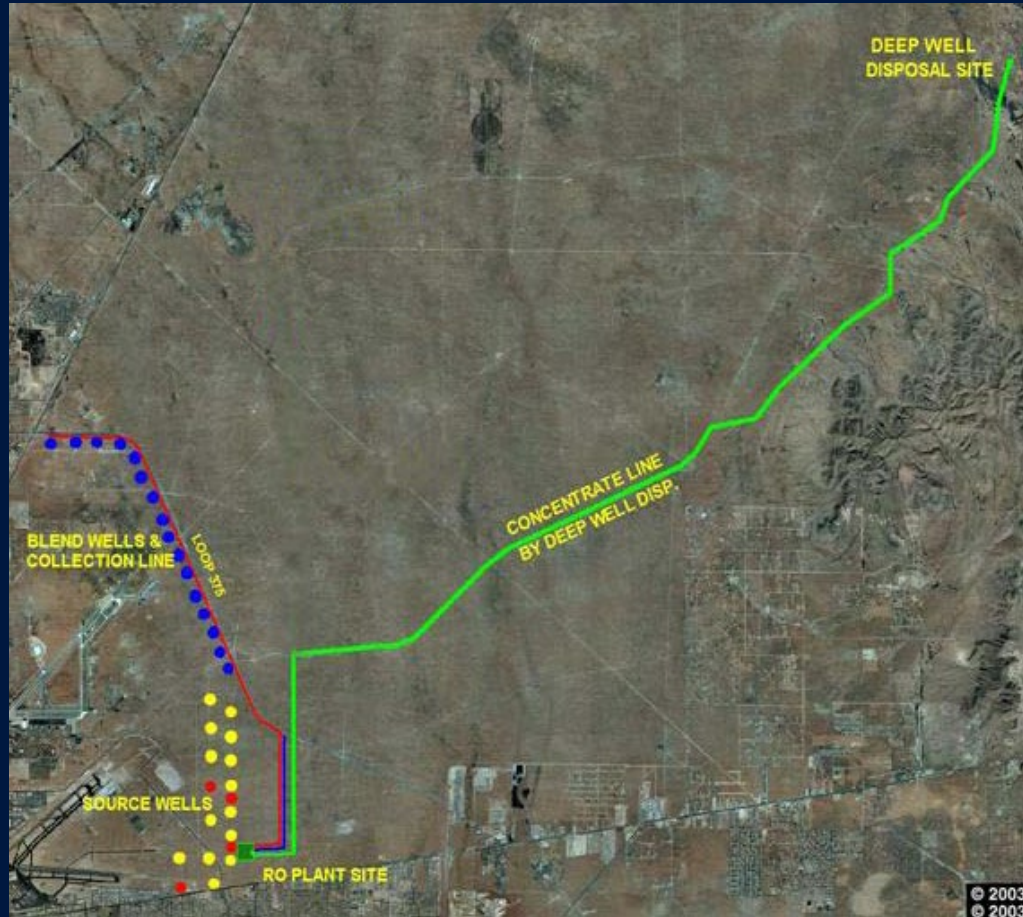 DEEP WELL
DISPOSAL SITE
CONCENTRATE LINE
BY DEEP WELL DISP.
BLEND WELLS &
COLLECTION LINE
LOOP 375
SOURCE WELLS
RO PLANT SITE
© 2003
© 2003